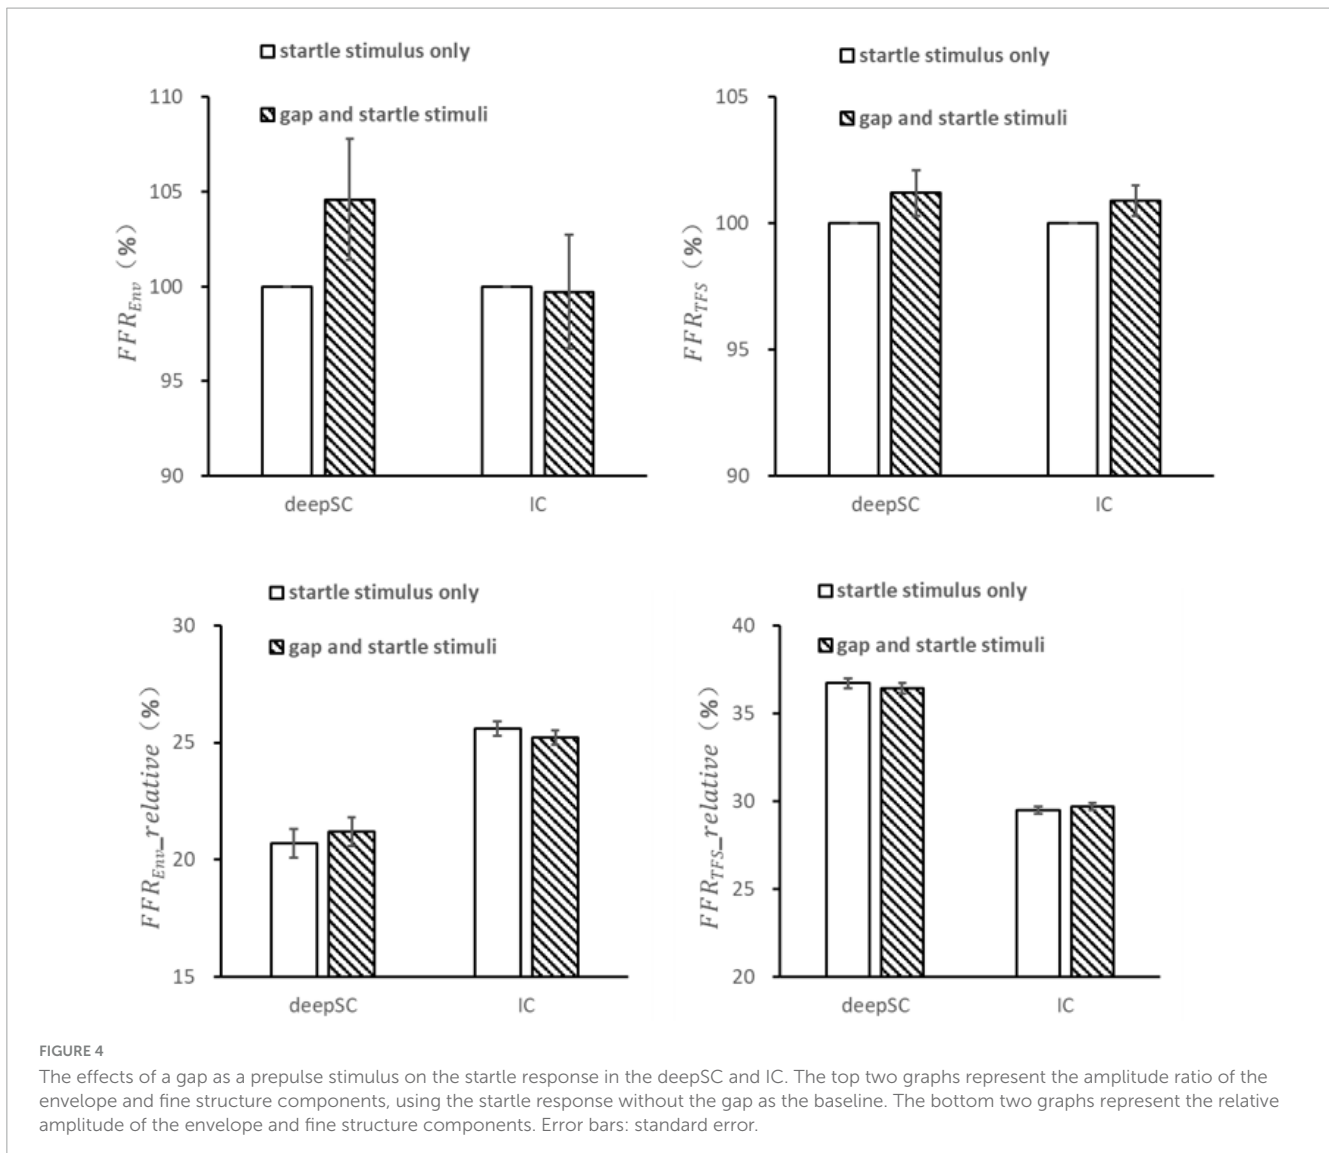 startle stimulus only
gap and startle stimuli
110
105
100
95
90
FFR_Env (%)
deepSC
IC
startle stimulus only
gap and startle stimuli
105
100
95
90
FFR_TFS (%)
deepSC
IC
startle stimulus only
gap and startle stimuli
30
25
20
15
FFR_Env_relative (%)
deepSC
IC
startle stimulus only
gap and startle stimuli
40
35
30
25
20
FFR_TFS_relative (%)
deepSC
IC
FIGURE 4
The effects of a gap as a prepulse stimulus on the startle response in the deepSC and IC. The top two graphs represent the amplitude ratio of the
envelope and fine structure components, using the startle response without the gap as the baseline. The bottom two graphs represent the relative
amplitude of the envelope and fine structure components. Error bars: standard error.